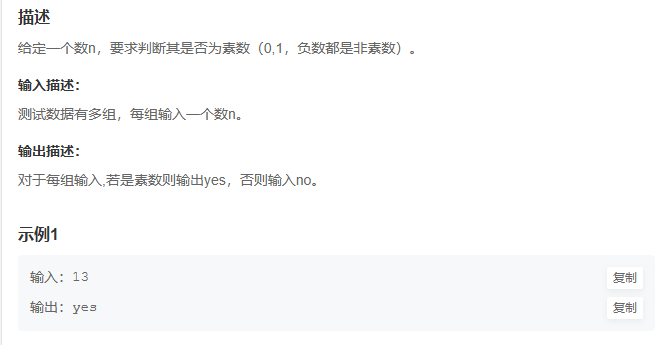 描述
给定一个数n，要求判断其是否为素数（0,1，负数都是非素数）。
输入描述：
测试数据有多组，每组输入一个数n。
输出描述：
对于每组输入,若是素数则输出yes，否则输入no。
示例1
输入：13
复制
输出：yes
复制